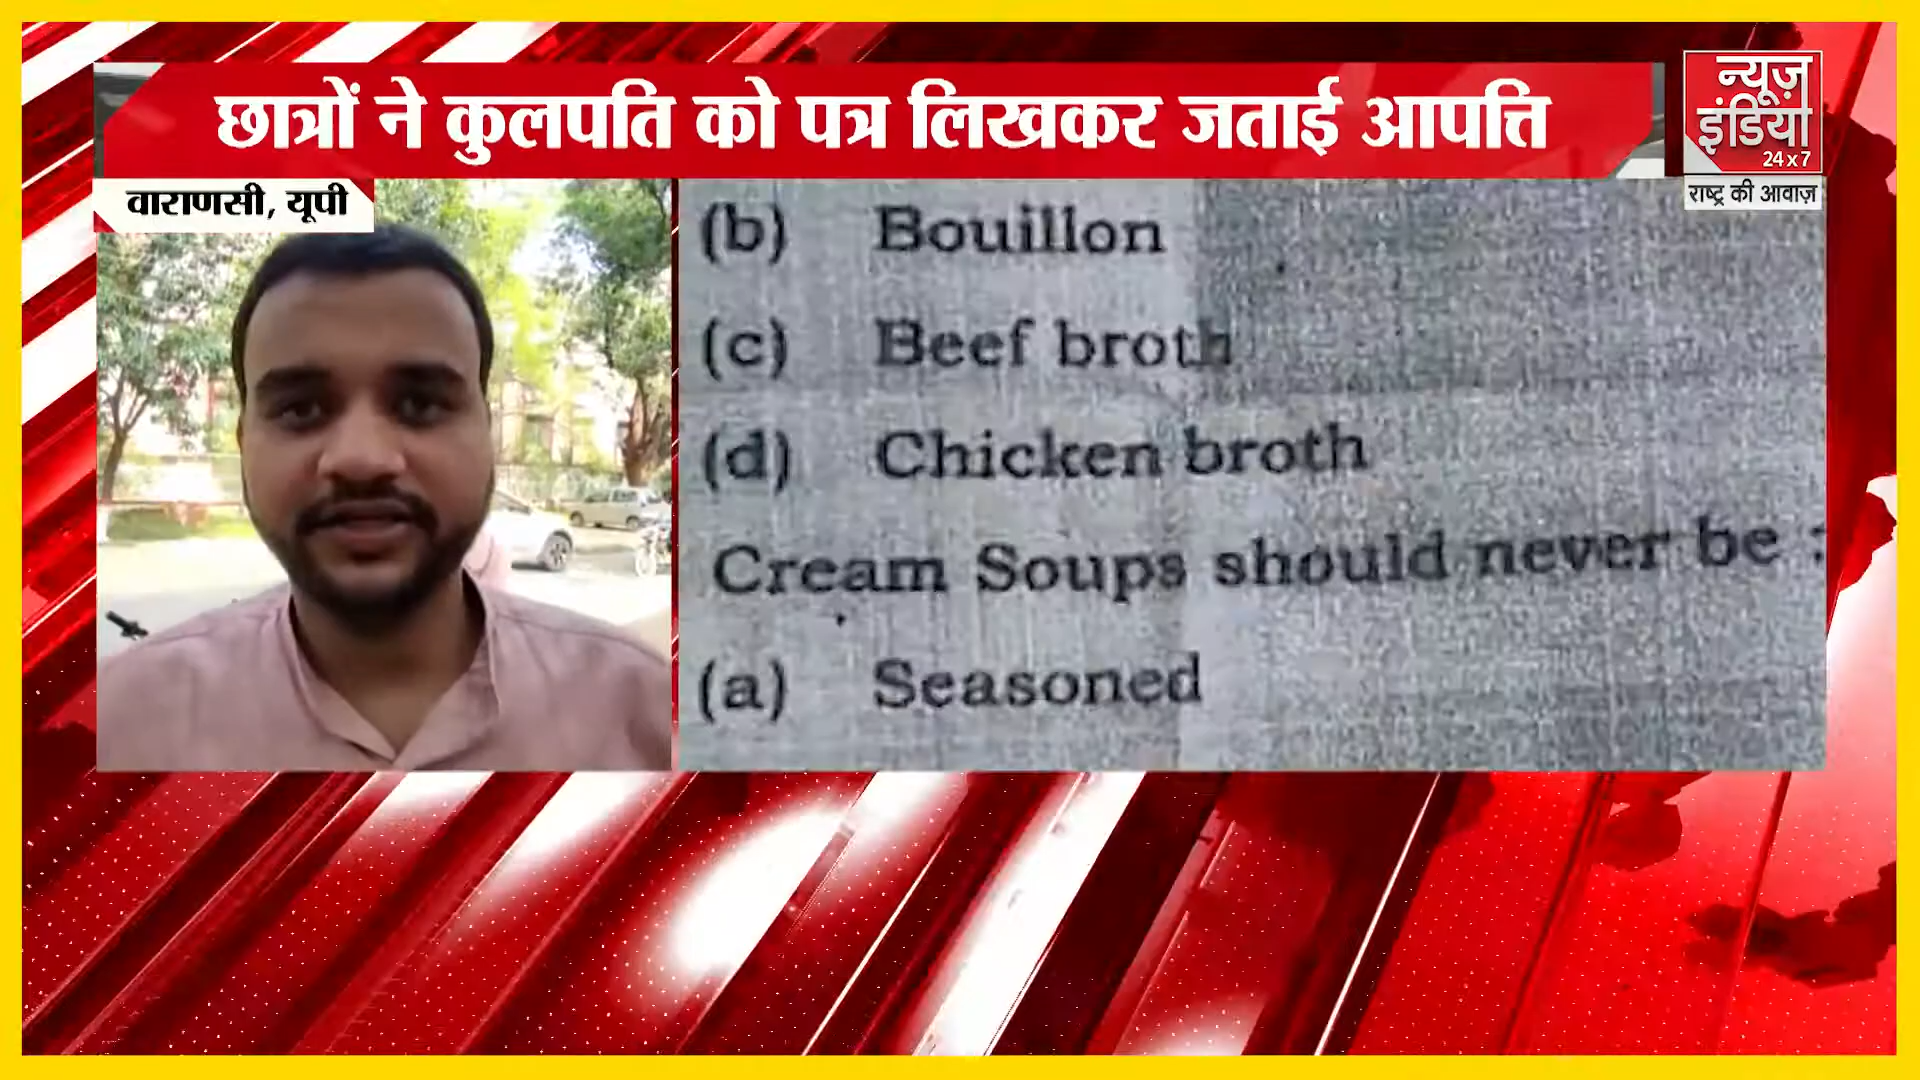 छात्रों ने कुलपति को पत्र लिखकर जताई आपत्ति
न्यूज़
इंडिया
24x7
राष्ट्र की आवाज़
वाराणसी, यूपी
(b) Bouillon
(c) Beef broth
(d) Chicken broth
Cream Soups should never be :
(a) Seasoned